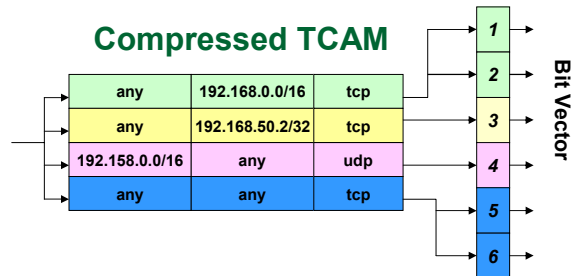 Compressed TCAM
any 192.168.0.0/16 tcp
any 192.168.50.2/32 tcp
192.158.0.0/16 any udp
any any tcp
1
2
3
4
5
6
Bit Vector